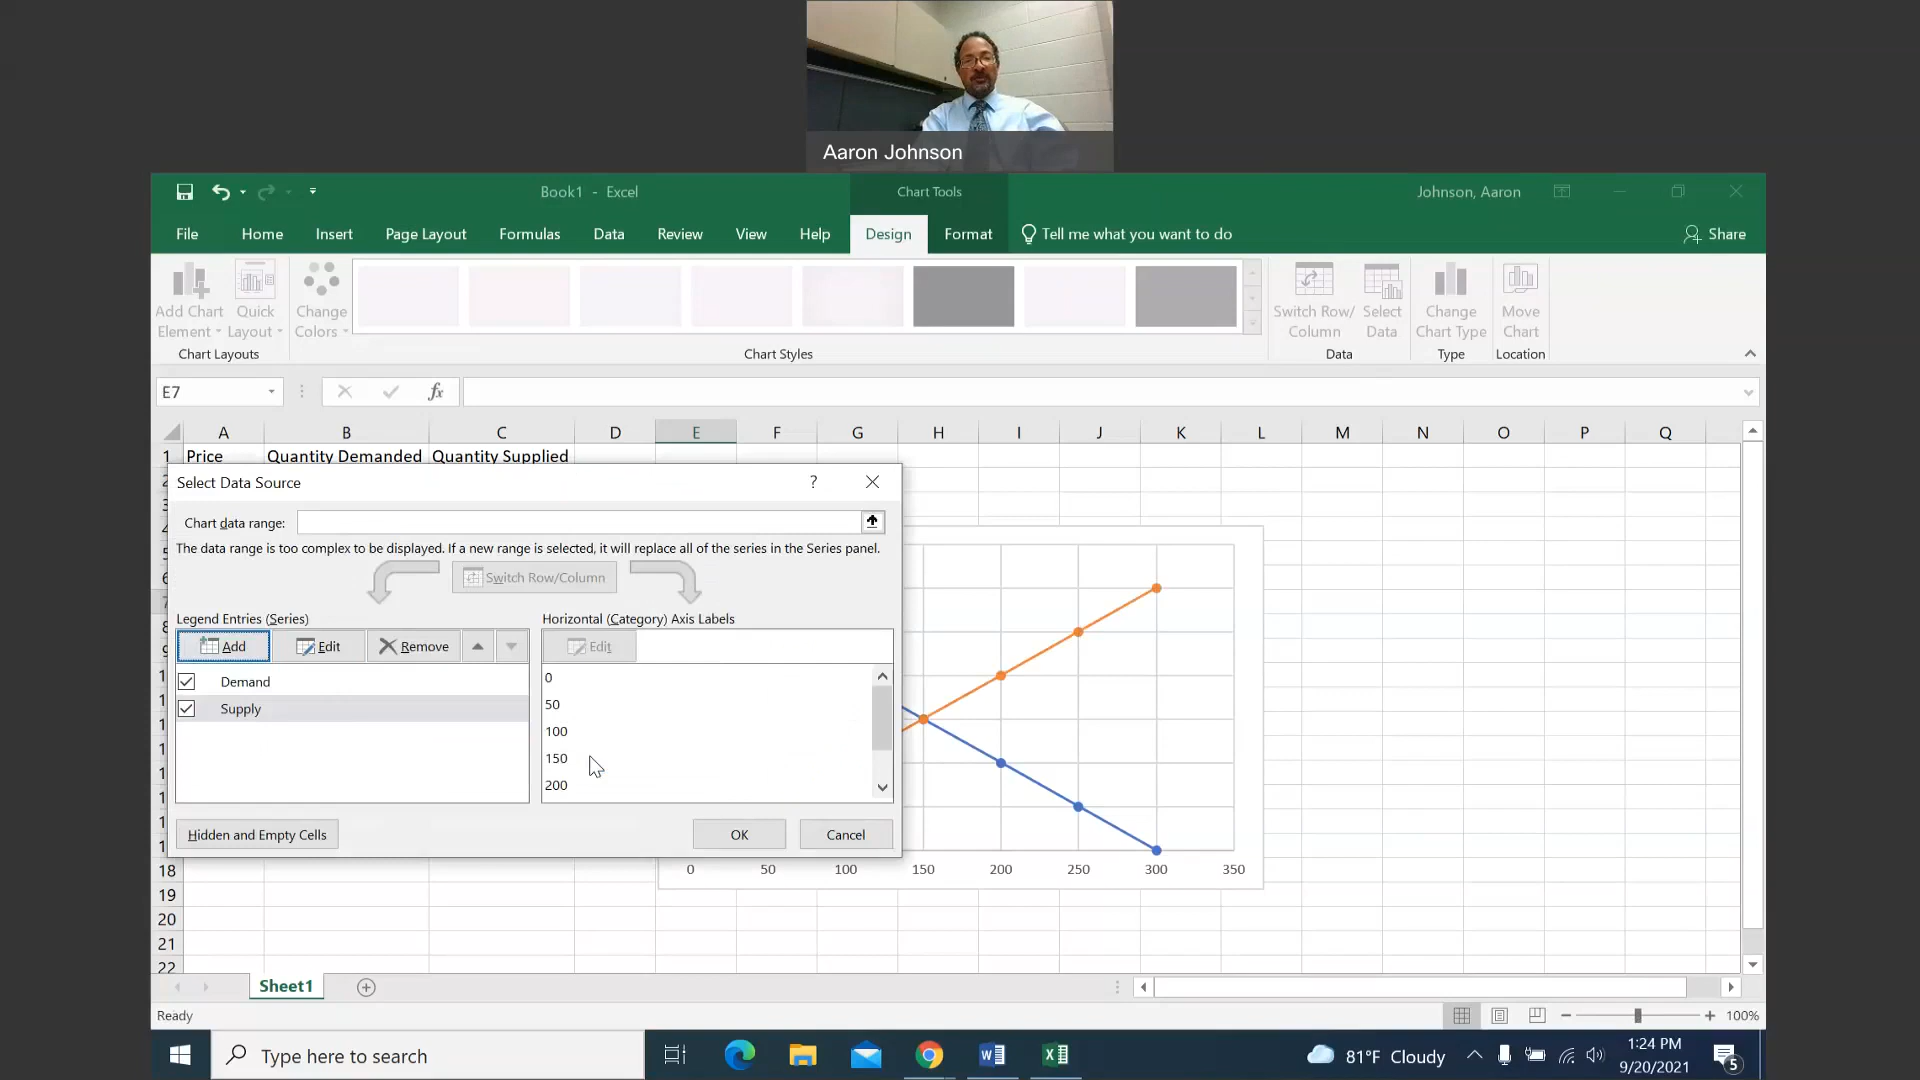 Aaron Johnson
Book1 - Excel
Chart Tools
Johnson, Aaron
File Home Insert Page Layout Formulas Data Review View Help Design Format Tell me what you want to do Share
Add Chart Element
Quick Layout
Change Colors
Switch Row/ Column
Select Data
Change Chart Type
Move Chart
Chart Layouts Chart Styles Data Type Location
E7 fx
A B C D E F G H I J K L M N O P Q
1 Price Quantity Demanded Quantity Supplied
Select Data Source ?
Chart data range:
The data range is too complex to be displayed. If a new range is selected, it will replace all of the series in the Series panel.
Switch Row/Column
Legend Entries (Series) Horizontal (Category) Axis Labels
Add Edit Remove Edit
Demand
Supply
0
50
100
150
200
Hidden and Empty Cells OK Cancel
0 50 100 150 200 250 300 350
18
19
20
21
22
Sheet1
Ready 100%
Type here to search
81°F Cloudy
1:24 PM
9/20/2021
5